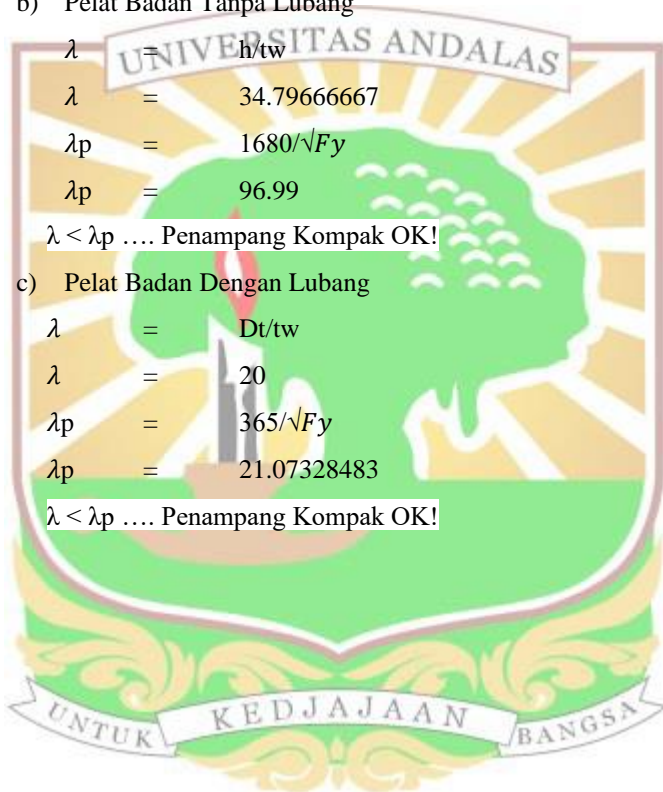 b) Pelat Badan Tanpa Lubang
UNIVERSITAS ANDALAS
𝜆 = h/tw
𝜆 = 34.79666667
𝜆p = 1680/√𝐹𝑦
𝜆p = 96.99
λ < λp …. Penampang Kompak OK!
c) Pelat Badan Dengan Lubang
𝜆 = Dt/tw
𝜆 = 20
𝜆p = 365/√𝐹𝑦
𝜆p = 21.07328483
λ < λp …. Penampang Kompak OK!
UNTUK KEDJAJAAN BANGSA